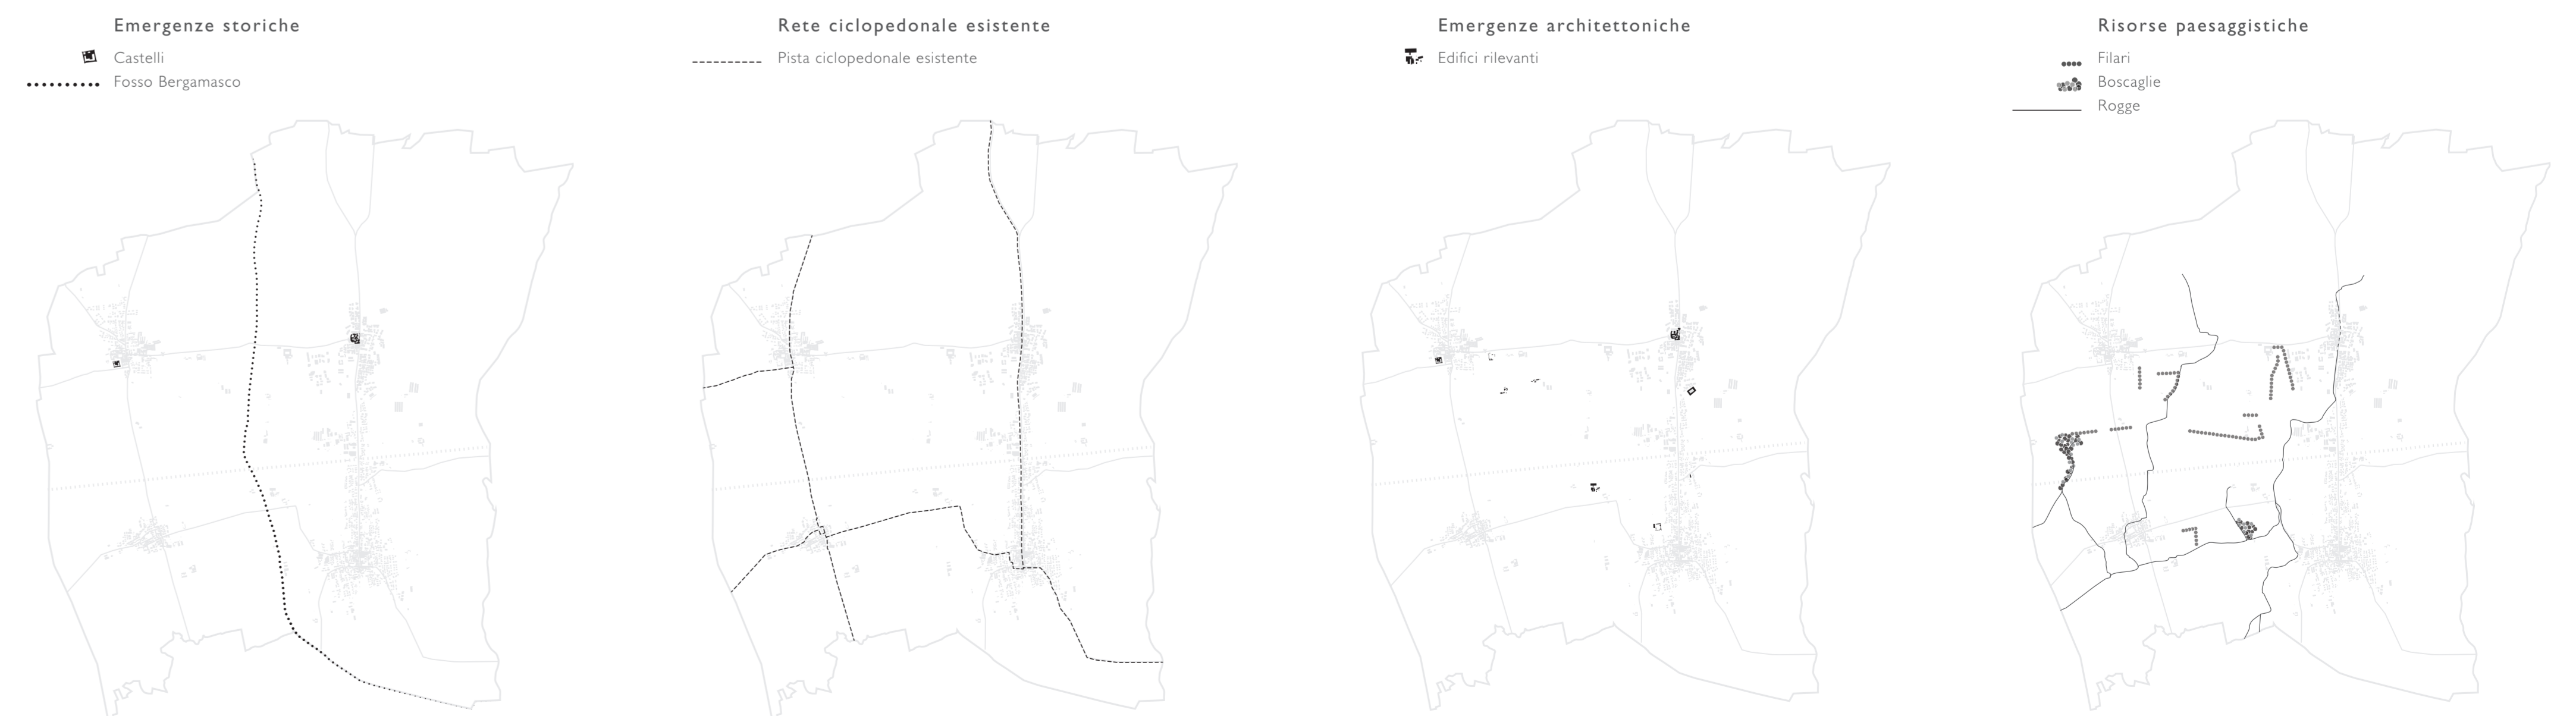 Emergenze storiche
Castelli
Fosso Bergamasco
Rete ciclopedonale esistente
Pista ciclopedonale esistente
Emergenze architettoniche
Edifici rilevanti
Risorse paesaggistiche
Filari
Boscaglie
Rogge